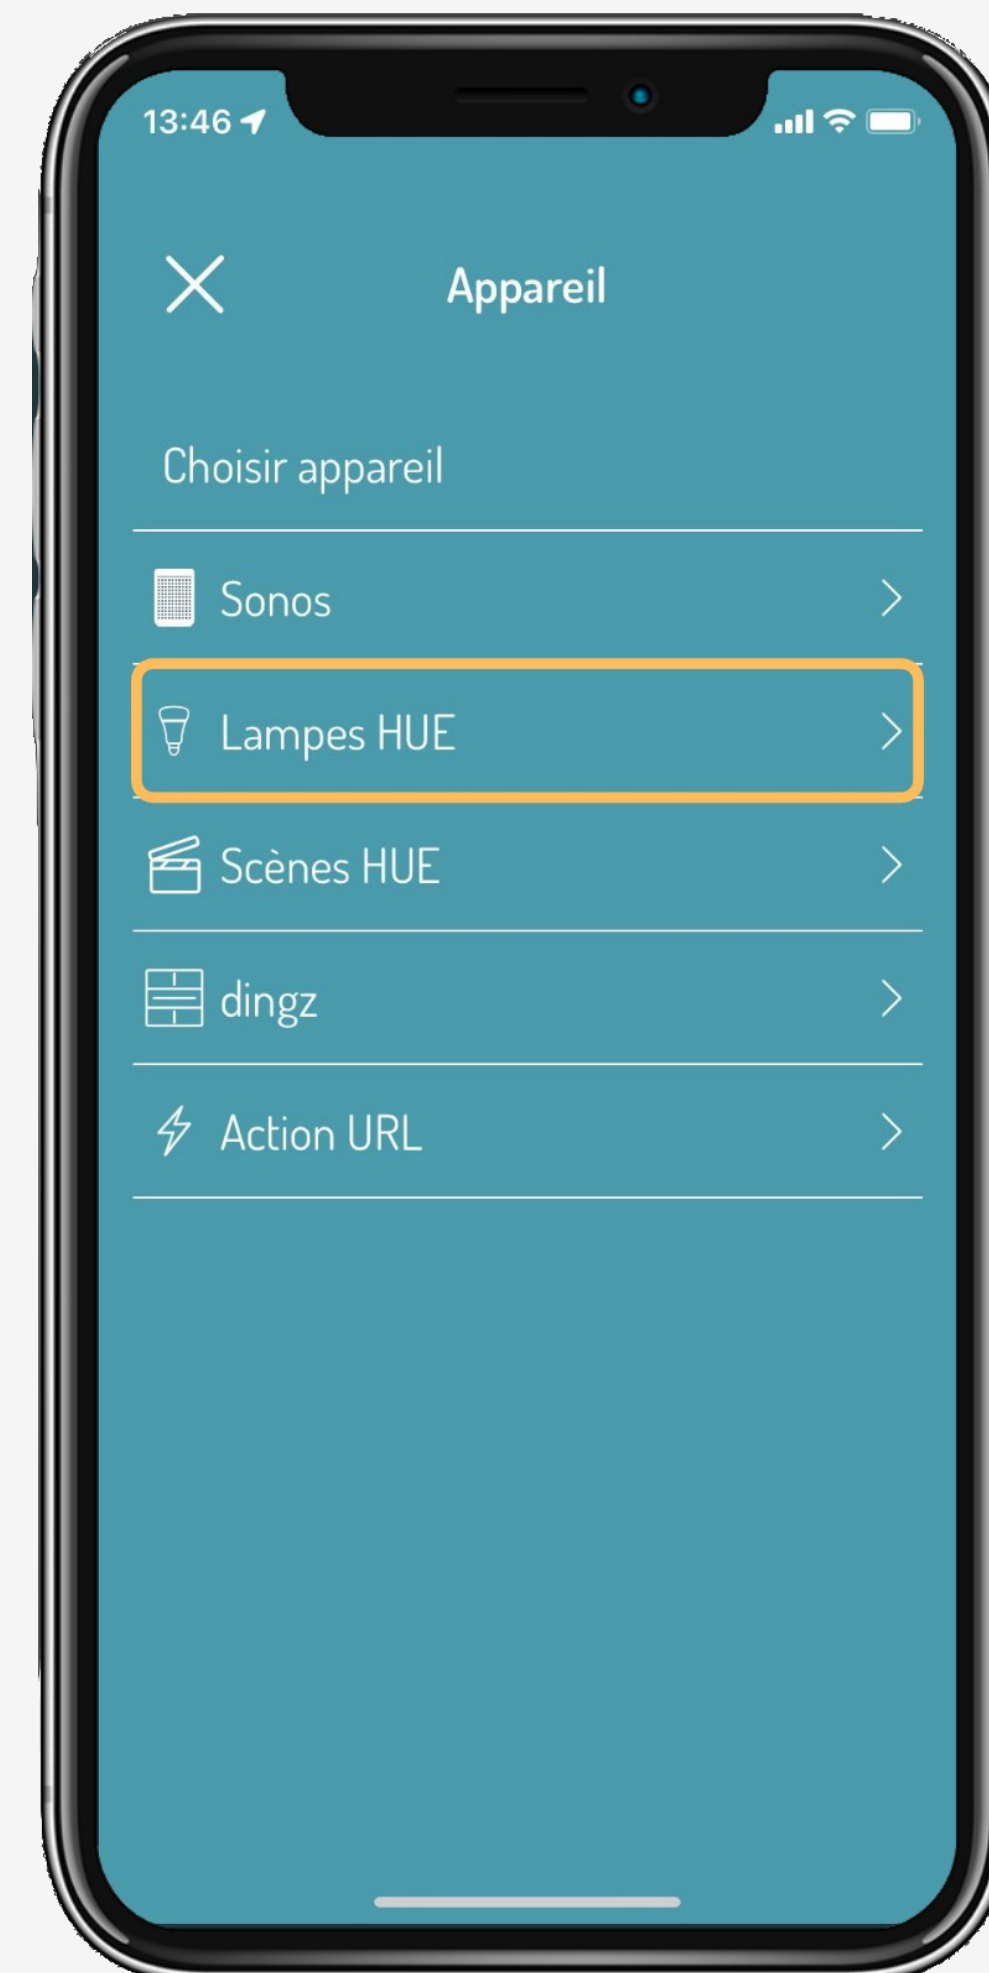 13:46
Appareil
Choisir appareil
Sonos
Lampes HUE
Scènes HUE
dingz
Action URL